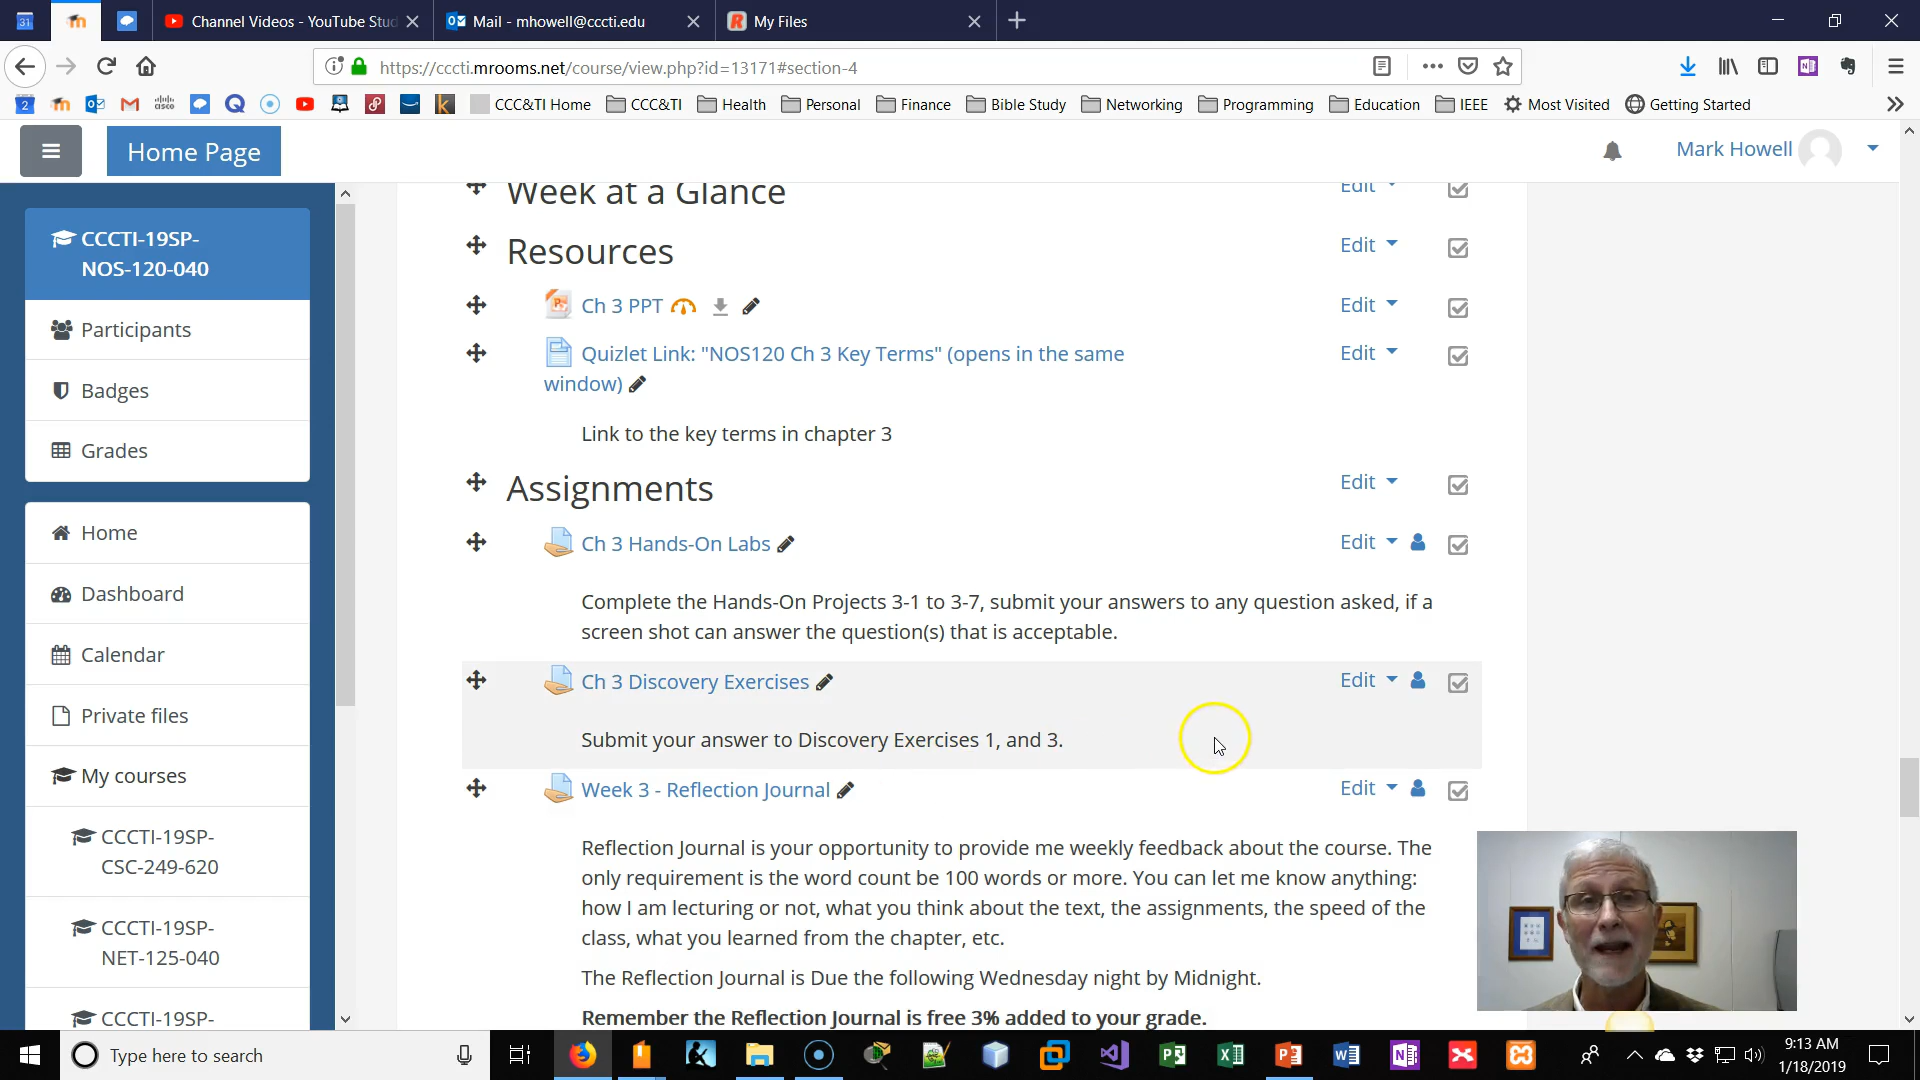 Channel Videos - YouTube Stud
Mail - mhowell@cccti.edu
My Files
https://cccti.mrooms.net/course/view.php?id=13171#section-4
CCC&TI Home
CCC&TI
Health
Personal
Finance
Bible Study
Networking
Programming
Education
IEEE
Most Visited
Getting Started
Home Page
Mark Howell
CCCTI-19SP-
NOS-120-040
Participants
Badges
Grades
Home
Dashboard
Calendar
Private files
My courses
CCCTI-19SP-
CSC-249-620
CCCTI-19SP-
NET-125-040
CCCTI-19SP-
Week at a Glance
Edit
Resources
Edit
Ch 3 PPT
Edit
Quizlet Link: "NOS120 Ch 3 Key Terms" (opens in the same
window)
Edit
Link to the key terms in chapter 3
Assignments
Edit
Ch 3 Hands-On Labs
Edit
Complete the Hands-On Projects 3-1 to 3-7, submit your answers to any question asked, if a
screen shot can answer the question(s) that is acceptable.
Ch 3 Discovery Exercises
Edit
Submit your answer to Discovery Exercises 1, and 3.
Week 3 - Reflection Journal
Edit
Reflection Journal is your opportunity to provide me weekly feedback about the course. The
only requirement is the word count be 100 words or more. You can let me know anything:
how I am lecturing or not, what you think about the text, the assignments, the speed of the
class, what you learned from the chapter, etc.
The Reflection Journal is Due the following Wednesday night by Midnight.
Remember the Reflection Journal is free 3% added to your grade.
Type here to search
9:13 AM
1/18/2019